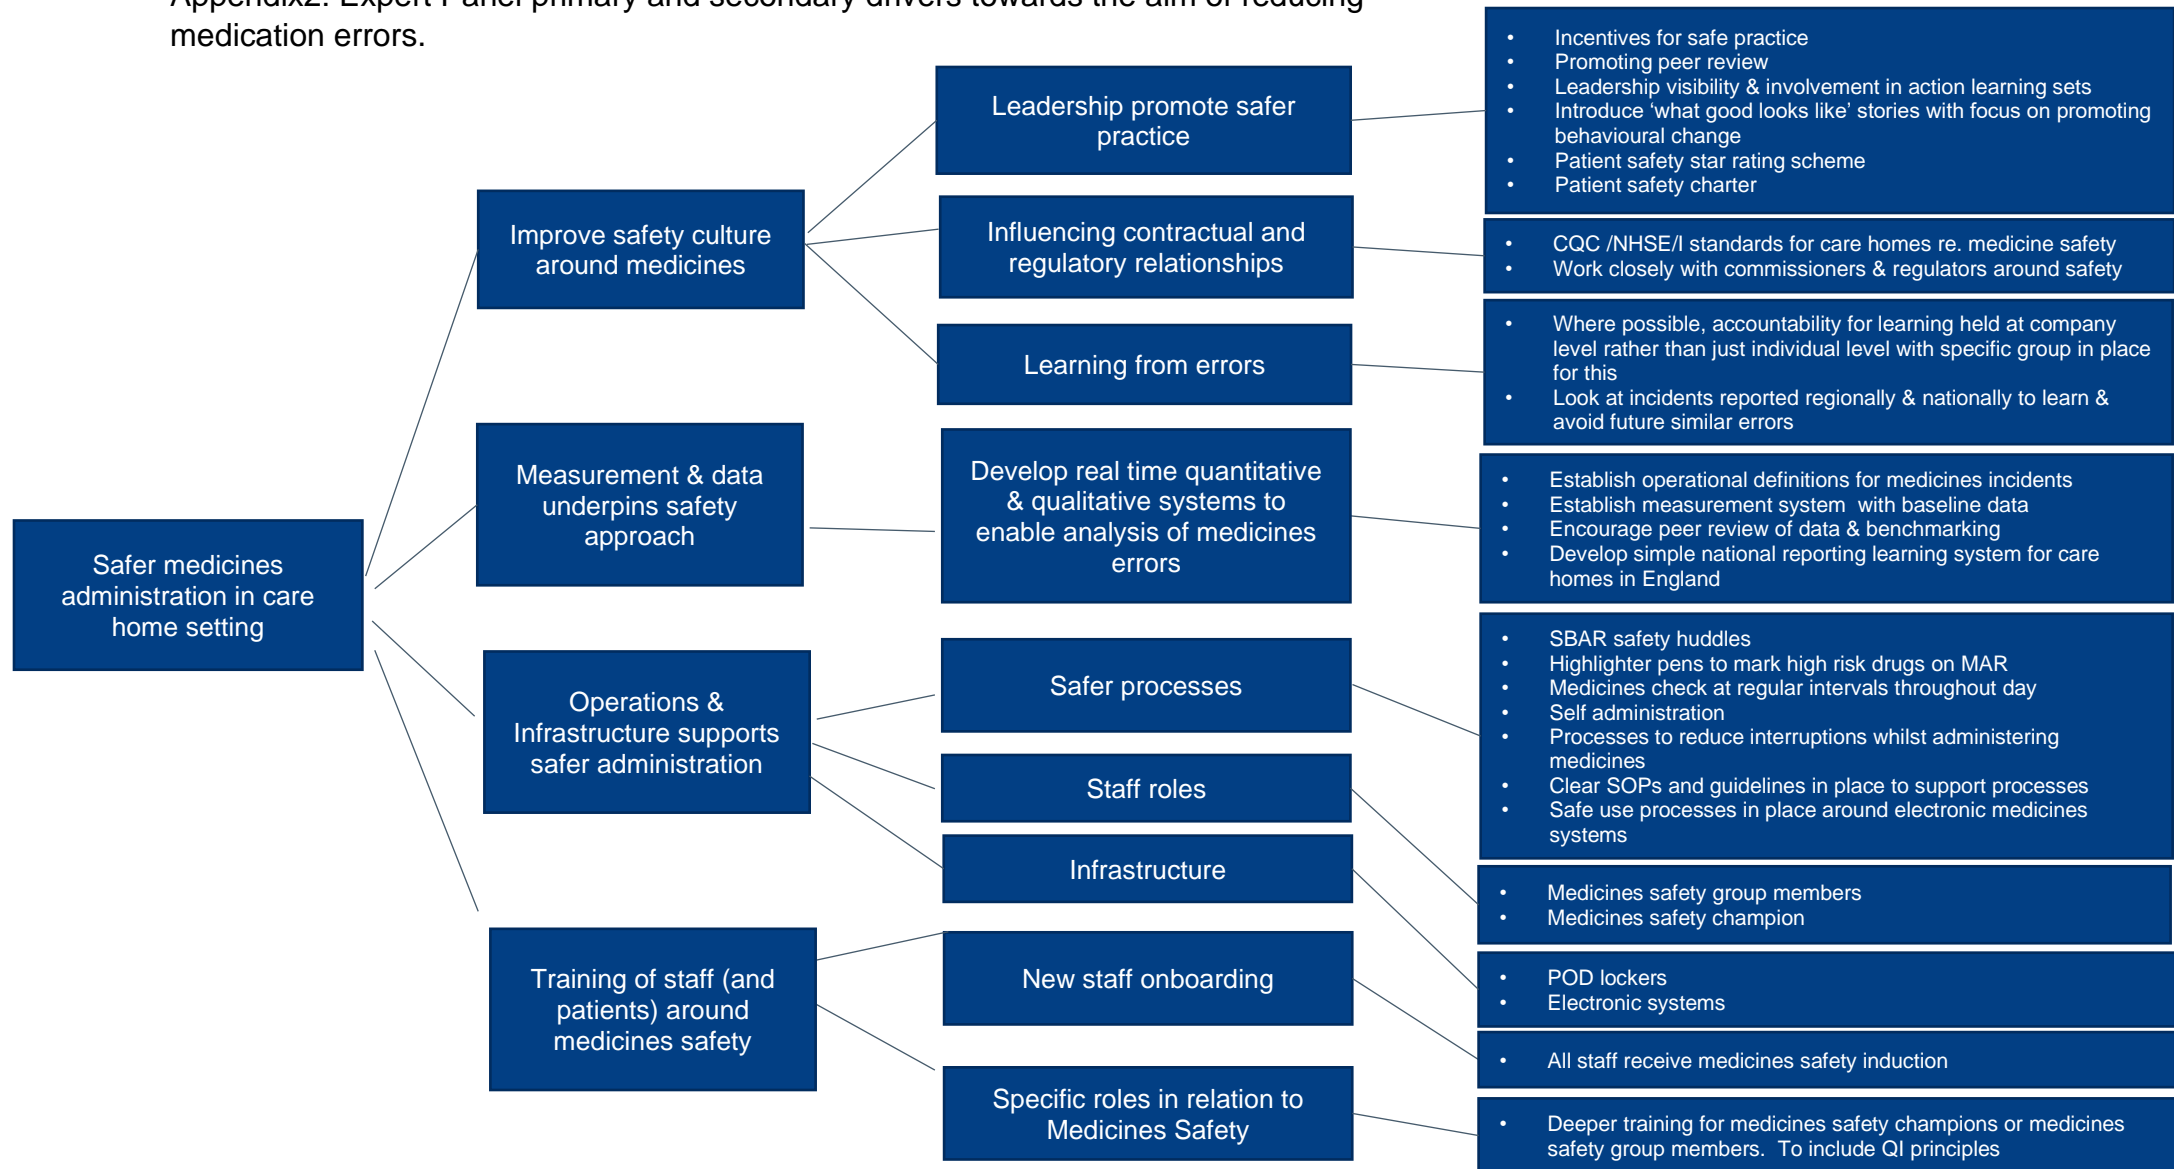 Appendix2: Expert Panel primary and secondary drivers towards the aim of reducing
medication errors.
Safer medicines
administration in care
home setting
Improve safety culture
around medicines
Measurement & data
underpins safety
approach
Operations &
Infrastructure supports
safer administration
Training of staff (and
patients) around
medicines safety
Leadership promote safer
practice
Influencing contractual and
regulatory relationships
Learning from errors
Develop real time quantitative
& qualitative systems to
enable analysis of medicines
errors
Safer processes
Staff roles
Infrastructure
New staff onboarding
Specific roles in relation to
Medicines Safety
• Incentives for safe practice
• Promoting peer review
• Leadership visibility & involvement in action learning sets
• Introduce ‘what good looks like’ stories with focus on promoting
behavioural change
• Patient safety star rating scheme
• Patient safety charter
• CQC /NHSE/I standards for care homes re. medicine safety
• Work closely with commissioners & regulators around safety
• Where possible, accountability for learning held at company
level rather than just individual level with specific group in place
for this
• Look at incidents reported regionally & nationally to learn &
avoid future similar errors
• Establish operational definitions for medicines incidents
• Establish measurement system with baseline data
• Encourage peer review of data & benchmarking
• Develop simple national reporting learning system for care
homes in England
• SBAR safety huddles
• Highlighter pens to mark high risk drugs on MAR
• Medicines check at regular intervals throughout day
• Self administration
• Processes to reduce interruptions whilst administering
medicines
• Clear SOPs and guidelines in place to support processes
• Safe use processes in place around electronic medicines
systems
• Medicines safety group members
• Medicines safety champion
• POD lockers
• Electronic systems
• All staff receive medicines safety induction
• Deeper training for medicines safety champions or medicines
safety group members. To include QI principles